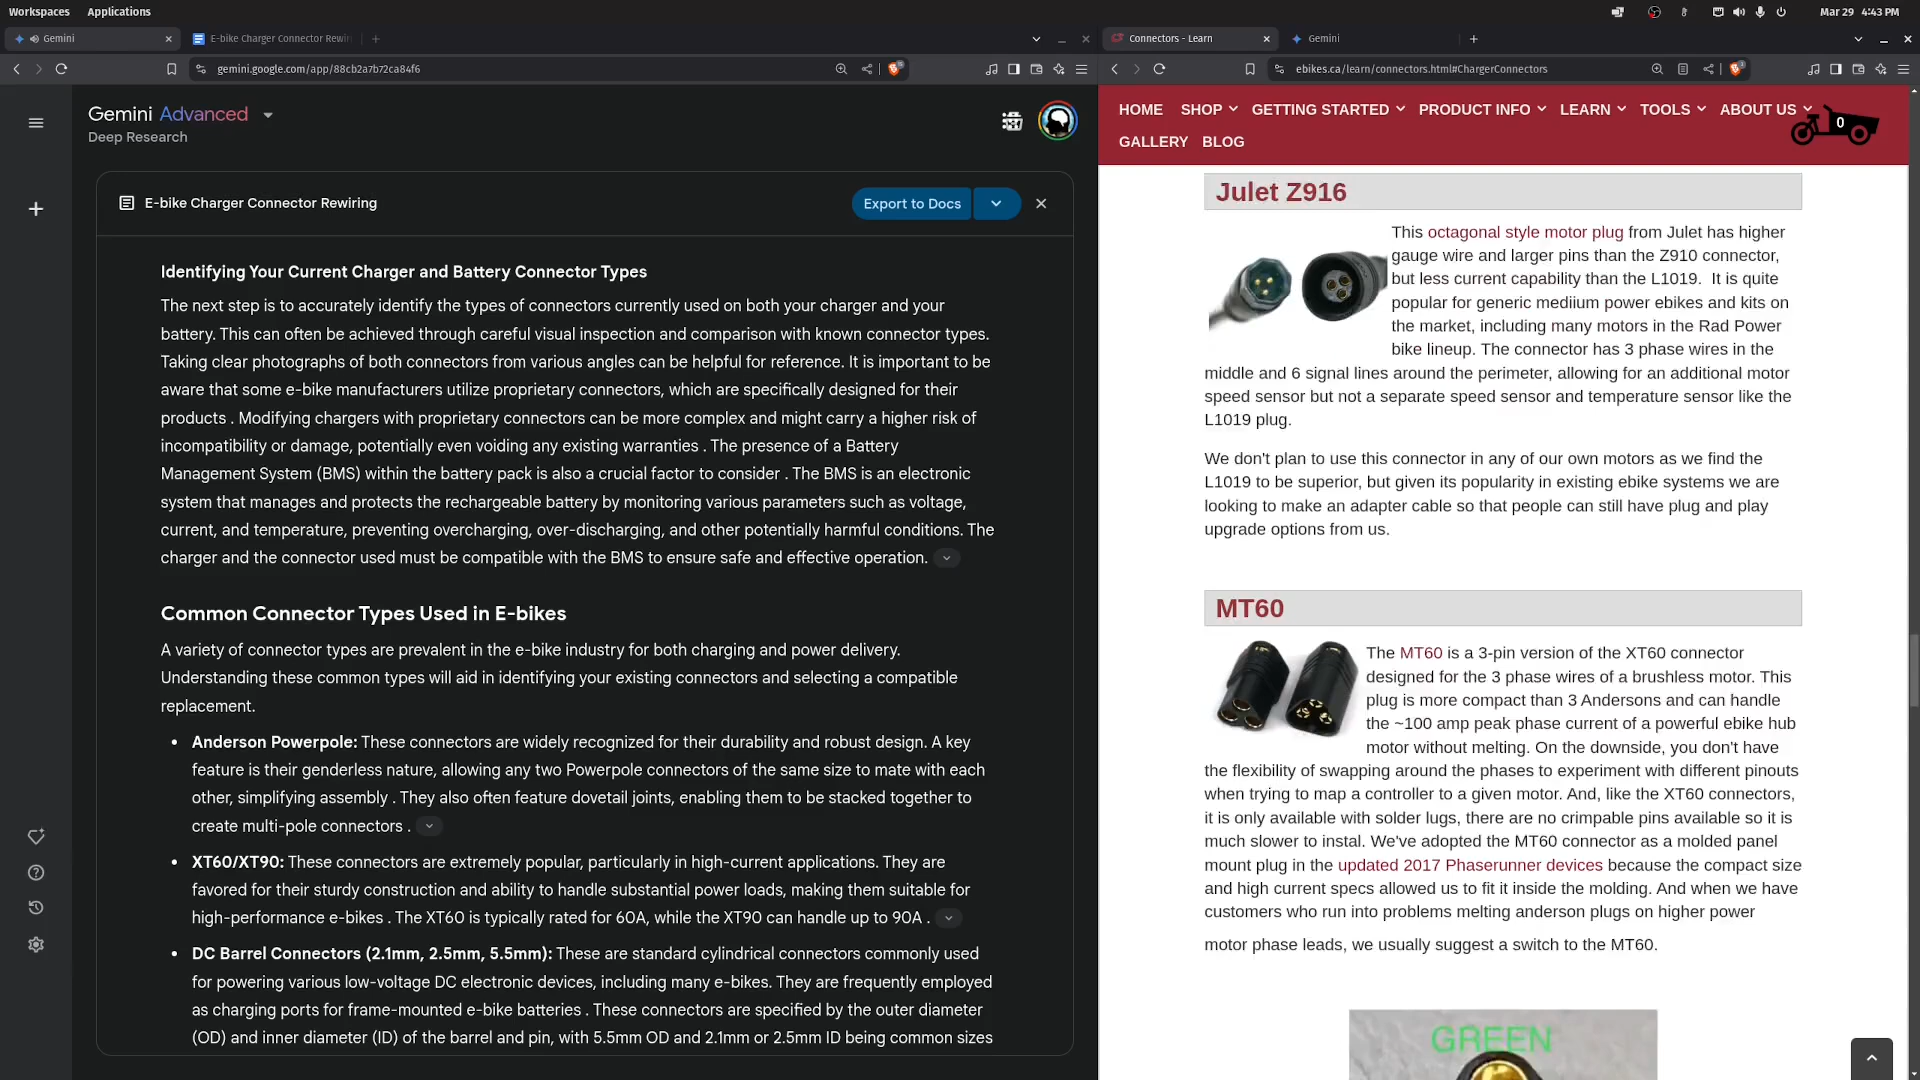 Workspaces Applications
Mar 29 4:43 PM
Gemini
E-bike Charger Connector Rewiri
gemini.google.com/app/88cb2a7b72ca84f6
Gemini Advanced
Deep Research
E-bike Charger Connector Rewiring
Export to Docs
Identifying Your Current Charger and Battery Connector Types
The next step is to accurately identify the types of connectors currently used on both your charger and your
battery. This can often be achieved through careful visual inspection and comparison with known connector types.
Taking clear photographs of both connectors from various angles can be helpful for reference. It is important to be
aware that some e-bike manufacturers utilize proprietary connectors, which are specifically designed for their
products . Modifying chargers with proprietary connectors can be more complex and might carry a higher risk of
incompatibility or damage, potentially even voiding any existing warranties . The presence of a Battery
Management System (BMS) within the battery pack is also a crucial factor to consider . The BMS is an electronic
system that manages and protects the rechargeable battery by monitoring various parameters such as voltage,
current, and temperature, preventing overcharging, over-discharging, and other potentially harmful conditions. The
charger and the connector used must be compatible with the BMS to ensure safe and effective operation.
Common Connector Types Used in E-bikes
A variety of connector types are prevalent in the e-bike industry for both charging and power delivery.
Understanding these common types will aid in identifying your existing connectors and selecting a compatible
replacement.
• Anderson Powerpole: These connectors are widely recognized for their durability and robust design. A key
feature is their genderless nature, allowing any two Powerpole connectors of the same size to mate with each
other, simplifying assembly . They also often feature dovetail joints, enabling them to be stacked together to
create multi-pole connectors .
• XT60/XT90: These connectors are extremely popular, particularly in high-current applications. They are
favored for their sturdy construction and ability to handle substantial power loads, making them suitable for
high-performance e-bikes . The XT60 is typically rated for 60A, while the XT90 can handle up to 90A .
• DC Barrel Connectors (2.1mm, 2.5mm, 5.5mm): These are standard cylindrical connectors commonly used
for powering various low-voltage DC electronic devices, including many e-bikes. They are frequently employed
as charging ports for frame-mounted e-bike batteries . These connectors are specified by the outer diameter
(OD) and inner diameter (ID) of the barrel and pin, with 5.5mm OD and 2.1mm or 2.5mm ID being common sizes
Connectors - Learn
Gemini
ebikes.ca/learn/connectors.html#ChargerConnectors
HOME SHOP GETTING STARTED PRODUCT INFO LEARN TOOLS ABOUT US
0
GALLERY BLOG
Julet Z916
This octagonal style motor plug from Julet has higher
gauge wire and larger pins than the Z910 connector,
but less current capability than the L1019. It is quite
popular for generic mediium power ebikes and kits on
the market, including many motors in the Rad Power
bike lineup. The connector has 3 phase wires in the
middle and 6 signal lines around the perimeter, allowing for an additional motor
speed sensor but not a separate speed sensor and temperature sensor like the
L1019 plug.
We don't plan to use this connector in any of our own motors as we find the
L1019 to be superior, but given its popularity in existing ebike systems we are
looking to make an adapter cable so that people can still have plug and play
upgrade options from us.
MT60
The MT60 is a 3-pin version of the XT60 connector
designed for the 3 phase wires of a brushless motor. This
plug is more compact than 3 Andersons and can handle
the ~100 amp peak phase current of a powerful ebike hub
motor without melting. On the downside, you don't have
the flexibility of swapping around the phases to experiment with different pinouts
when trying to map a controller to a given motor. And, like the XT60 connectors,
it is only available with solder lugs, there are no crimpable pins available so it is
much slower to instal. We've adopted the MT60 connector as a molded panel
mount plug in the updated 2017 Phaserunner devices because the compact size
and high current specs allowed us to fit it inside the molding. And when we have
customers who run into problems melting anderson plugs on higher power
motor phase leads, we usually suggest a switch to the MT60.
GREEN